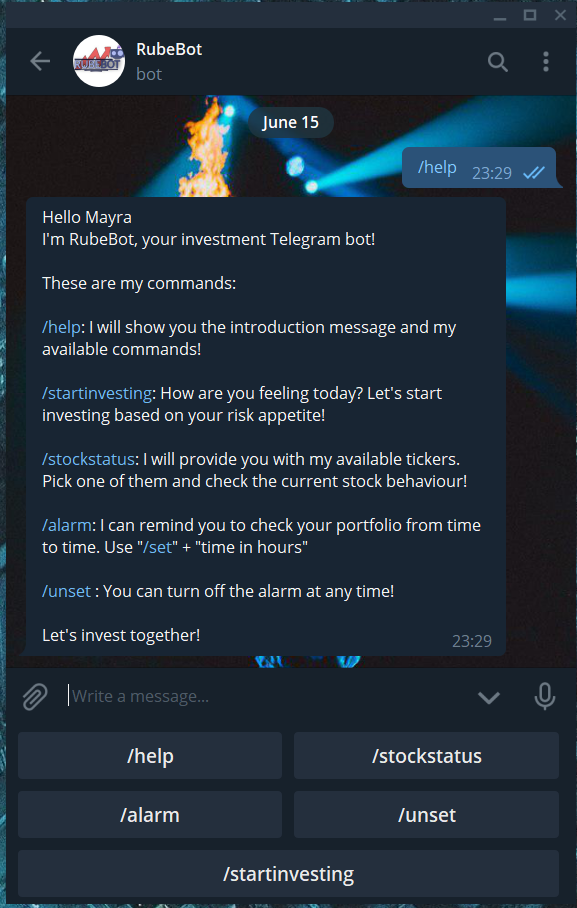 RubeBot
bot
RUBEBOT
June 15
/help 23:29
Hello Mayra
I'm RubeBot, your investment Telegram bot!
These are my commands:
/help: I will show you the introduction message and my
available commands!
/startinvesting: How are you feeling today? Let's start
investing based on your risk appetite!
/stockstatus: I will provide you with my available tickers.
Pick one of them and check the current stock behaviour!
/alarm: I can remind you to check your portfolio from time
to time. Use "/set" + "time in hours"
/unset : You can turn off the alarm at any time!
Let's invest together!
23:29
Write a message...
/help
/stockstatus
/alarm
/unset
/startinvesting